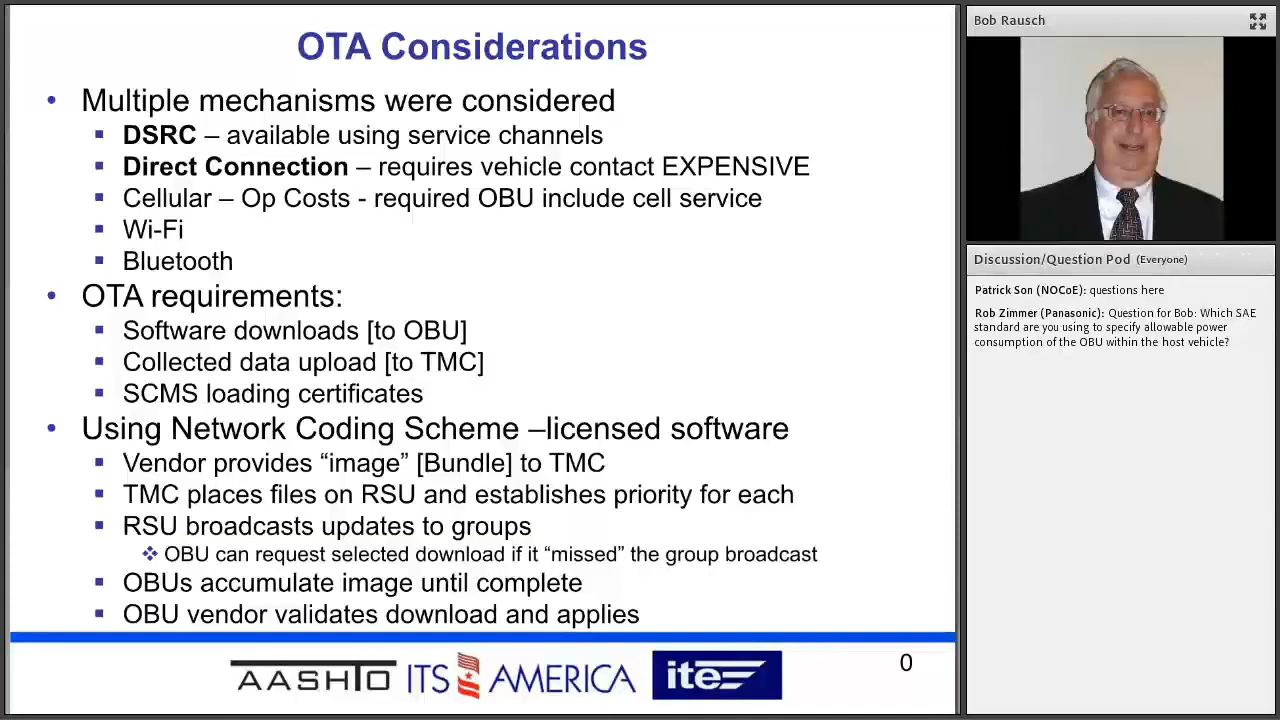 OTA Considerations
• Multiple mechanisms were considered
▪ DSRC – available using service channels
▪ Direct Connection – requires vehicle contact EXPENSIVE
▪ Cellular – Op Costs - required OBU include cell service
▪ Wi-Fi
▪ Bluetooth
• OTA requirements:
▪ Software downloads [to OBU]
▪ Collected data upload [to TMC]
▪ SCMS loading certificates
• Using Network Coding Scheme –licensed software
▪ Vendor provides “image” [Bundle] to TMC
▪ TMC places files on RSU and establishes priority for each
▪ RSU broadcasts updates to groups
❖ OBU can request selected download if it “missed” the group broadcast
▪ OBUs accumulate image until complete
▪ OBU vendor validates download and applies
AASHTO ITS AMERICA ite
0
Bob Rausch
Discussion/Question Pod (Everyone)
Patrick Son (NOCoE): questions here
Rob Zimmer (Panasonic): Question for Bob: Which SAE
standard are you using to specify allowable power
consumption of the OBU within the host vehicle?